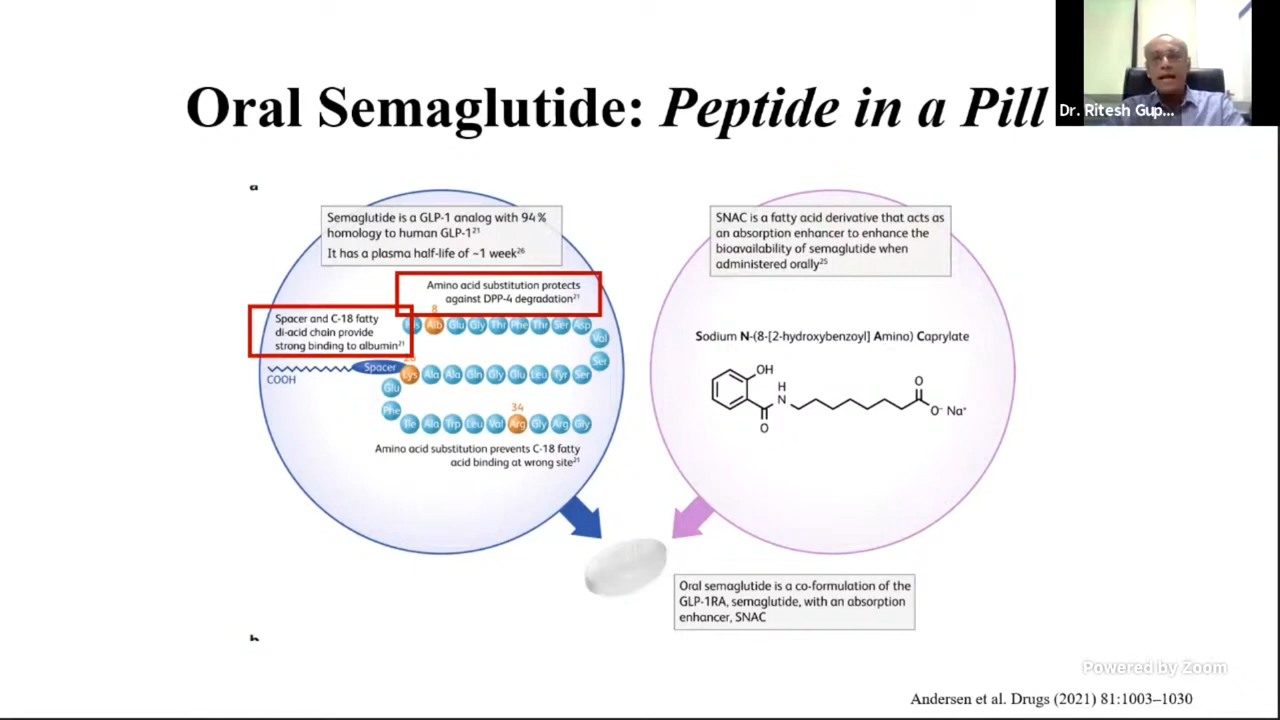 Oral Semaglutide: Peptide in a Pill
Dr. Ritesh Gup...
a
Semaglutide is a GLP-1 analog with 94%
homology to human GLP-1²¹
It has a plasma half-life of ~1 week²⁶
Amino acid substitution protects
against DPP-4 degradation²¹
Spacer and C-18 fatty
di-acid chain provide
strong binding to albumin²¹
8
Aib Glu Gly Thr Phe Thr Ser Asp
Val
Ser
COOH
Spacer
Lys Ala Ala Gln Gly Glu Leu Tyr Ser
Glu
Phe
34
Ile Ala Trp Leu Val Arg Gly Arg Gly
Amino acid substitution prevents C-18 fatty
acid binding at wrong site²¹
SNAC is a fatty acid derivative that acts as
an absorption enhancer to enhance the
bioavailability of semaglutide when
administered orally²⁵
Sodium N-(8-[2-hydroxybenzoyl] Amino) Caprylate
OH
H
N
O
O
O⁻ Na⁺
Oral semaglutide is a co-formulation of the
GLP-1RA, semaglutide, with an absorption
enhancer, SNAC
Powered by Zoom
Andersen et al. Drugs (2021) 81:1003–1030